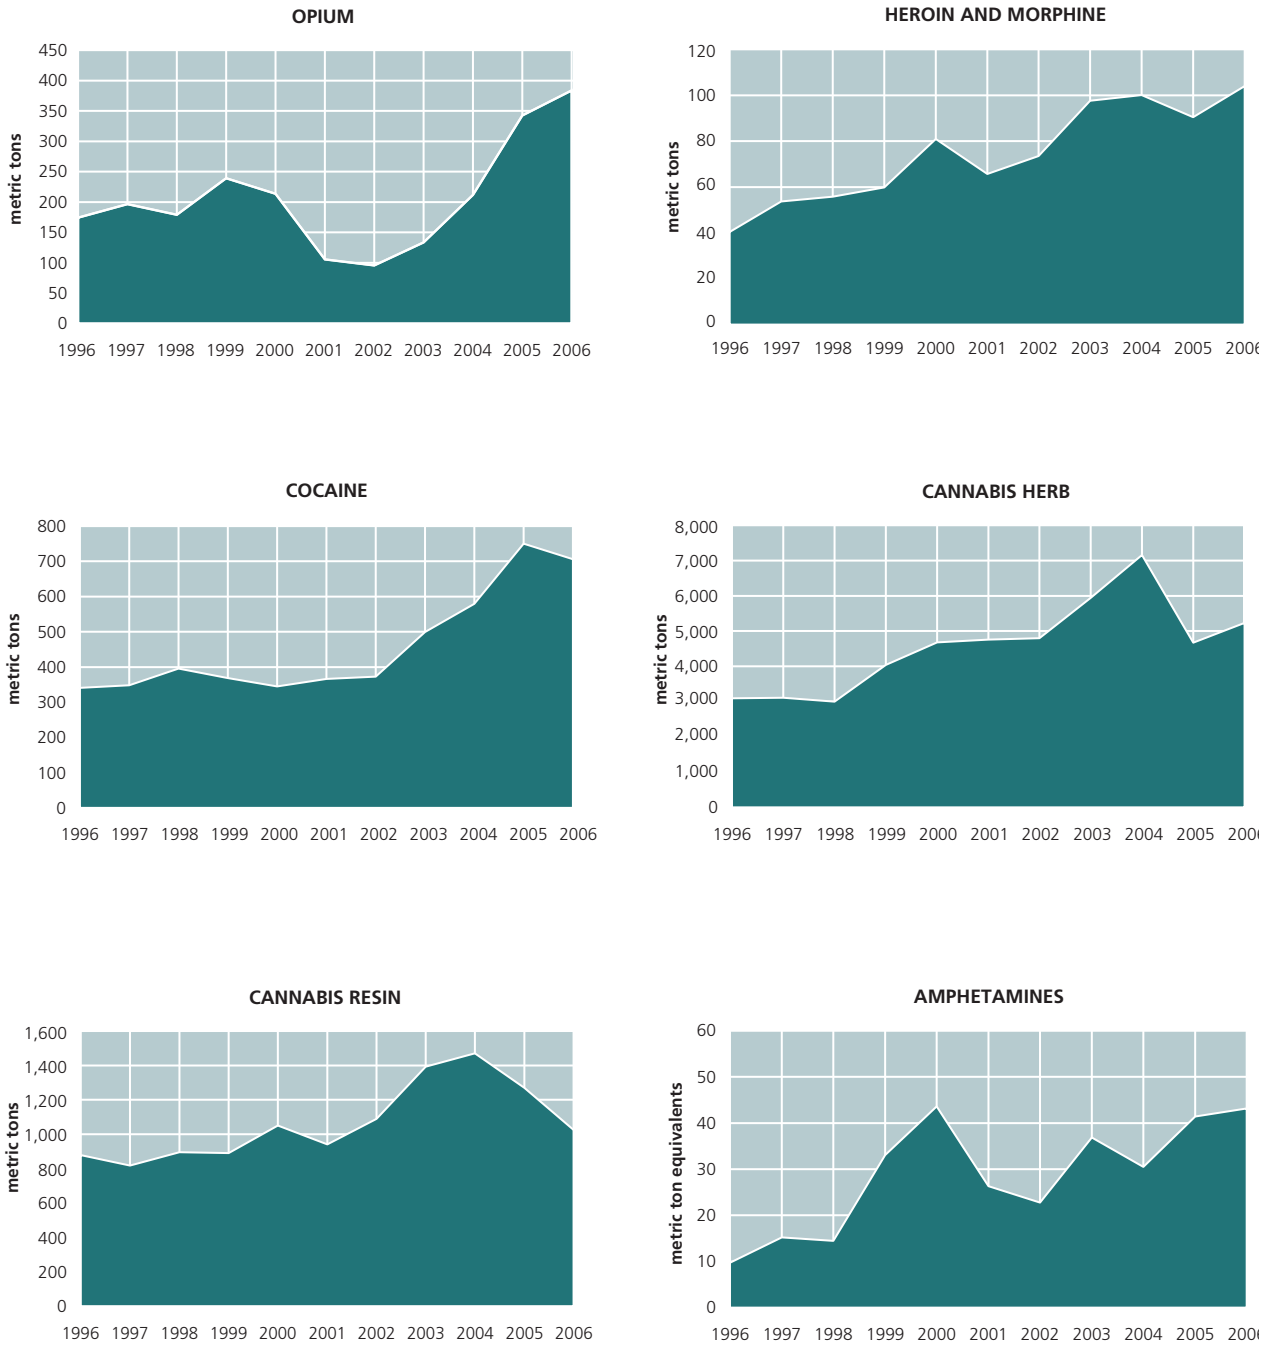 OPIUM
450
400
350
300
250
200
150
100
50
0
metric tons
1996 1997 1998 1999 2000 2001 2002 2003 2004 2005 2006
HEROIN AND MORPHINE
120
100
80
60
40
20
0
metric tons
1996 1997 1998 1999 2000 2001 2002 2003 2004 2005 2006
COCAINE
800
700
600
500
400
300
200
100
0
metric tons
1996 1997 1998 1999 2000 2001 2002 2003 2004 2005 2006
CANNABIS HERB
8,000
7,000
6,000
5,000
4,000
3,000
2,000
1,000
0
metric tons
1996 1997 1998 1999 2000 2001 2002 2003 2004 2005 200
CANNABIS RESIN
1,600
1,400
1,200
1,000
800
600
400
200
0
metric tons
1996 1997 1998 1999 2000 2001 2002 2003 2004 2005 2006
AMPHETAMINES
60
50
40
30
20
10
0
metric ton equivalents
1996 1997 1998 1999 2000 2001 2002 2003 2004 2005 200